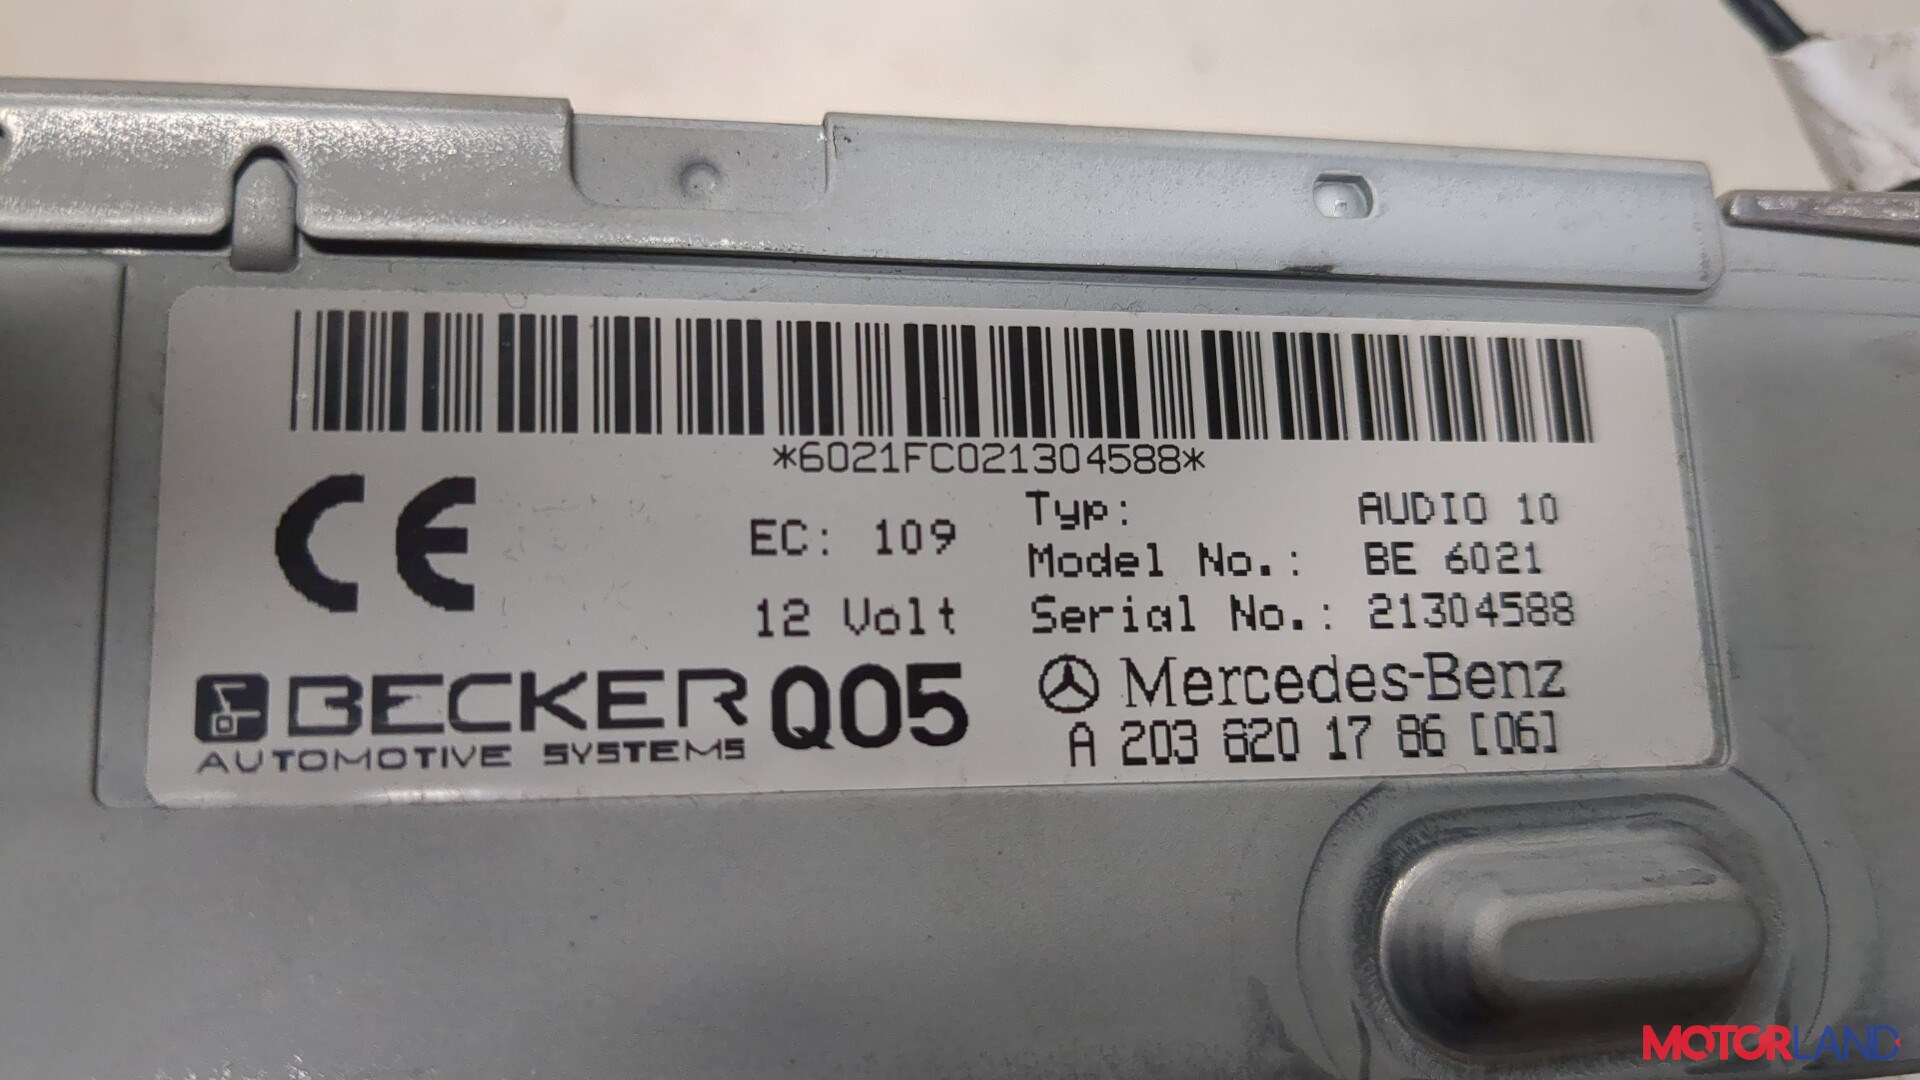 *6021FC021304588*
CE
EC: 109
12 Volt
Typ: AUDIO 10
Model No.: BE 6021
Serial No.: 21304588
BECKER
AUTOMOTIVE SYSTEMS
Q05
Mercedes-Benz
A 203 820 17 86 [06]
MOTORLAND